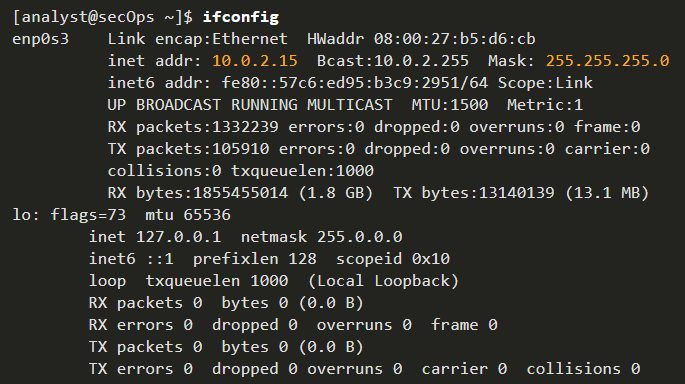 [analyst@secOps ~]$ ifconfig
enp0s3    Link encap:Ethernet  HWaddr 08:00:27:b5:d6:cb
          inet addr: 10.0.2.15  Bcast:10.0.2.255  Mask: 255.255.255.0
          inet6 addr: fe80::57c6:ed95:b3c9:2951/64 Scope:Link
          UP BROADCAST RUNNING MULTICAST  MTU:1500  Metric:1
          RX packets:1332239 errors:0 dropped:0 overruns:0 frame:0
          TX packets:105910 errors:0 dropped:0 overruns:0 carrier:0
          collisions:0 txqueuelen:1000
          RX bytes:1855455014 (1.8 GB)  TX bytes:13140139 (13.1 MB)
lo: flags=73  mtu 65536
        inet 127.0.0.1  netmask 255.0.0.0
        inet6 ::1  prefixlen 128  scopeid 0x10
        loop  txqueuelen 1000  (Local Loopback)
        RX packets 0  bytes 0 (0.0 B)
        RX errors 0  dropped 0  overruns 0  frame 0
        TX packets 0  bytes 0 (0.0 B)
        TX errors 0  dropped 0 overruns 0  carrier 0  collisions 0